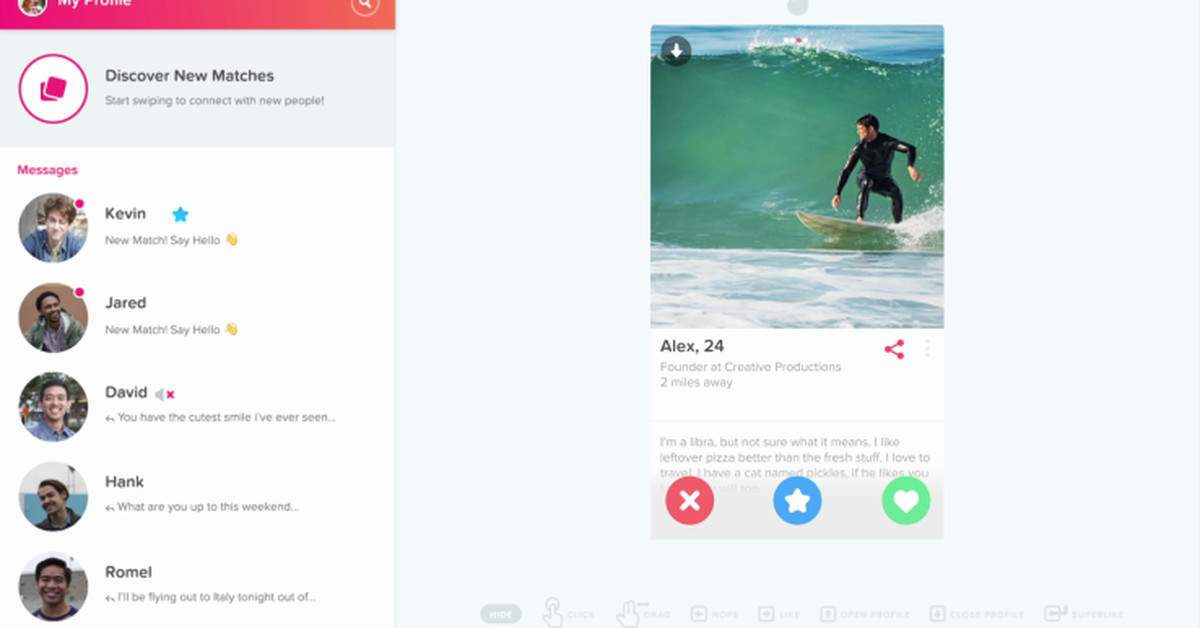 My Profile
Discover New Matches
Start swiping to connect with new people!
Messages
Kevin
New Match! Say Hello 👋
Jared
New Match! Say Hello 👋
David
You have the cutest smile i've ever seen...
Hank
What are you up to this weekend...
Romel
I'll be flying out to Italy tonight out of...
Alex, 24
Founder at Creative Productions
2 miles away
I'm a libra, but not sure what it means. I like
leftover pizza better than the fresh stuff. I love to
travel. I have a cat named pickles, if he likes you
will too
HIDE CLICK DRAG NOPE LIKE OPEN PROFILE CLOSE PROFILE SUPERLIKE